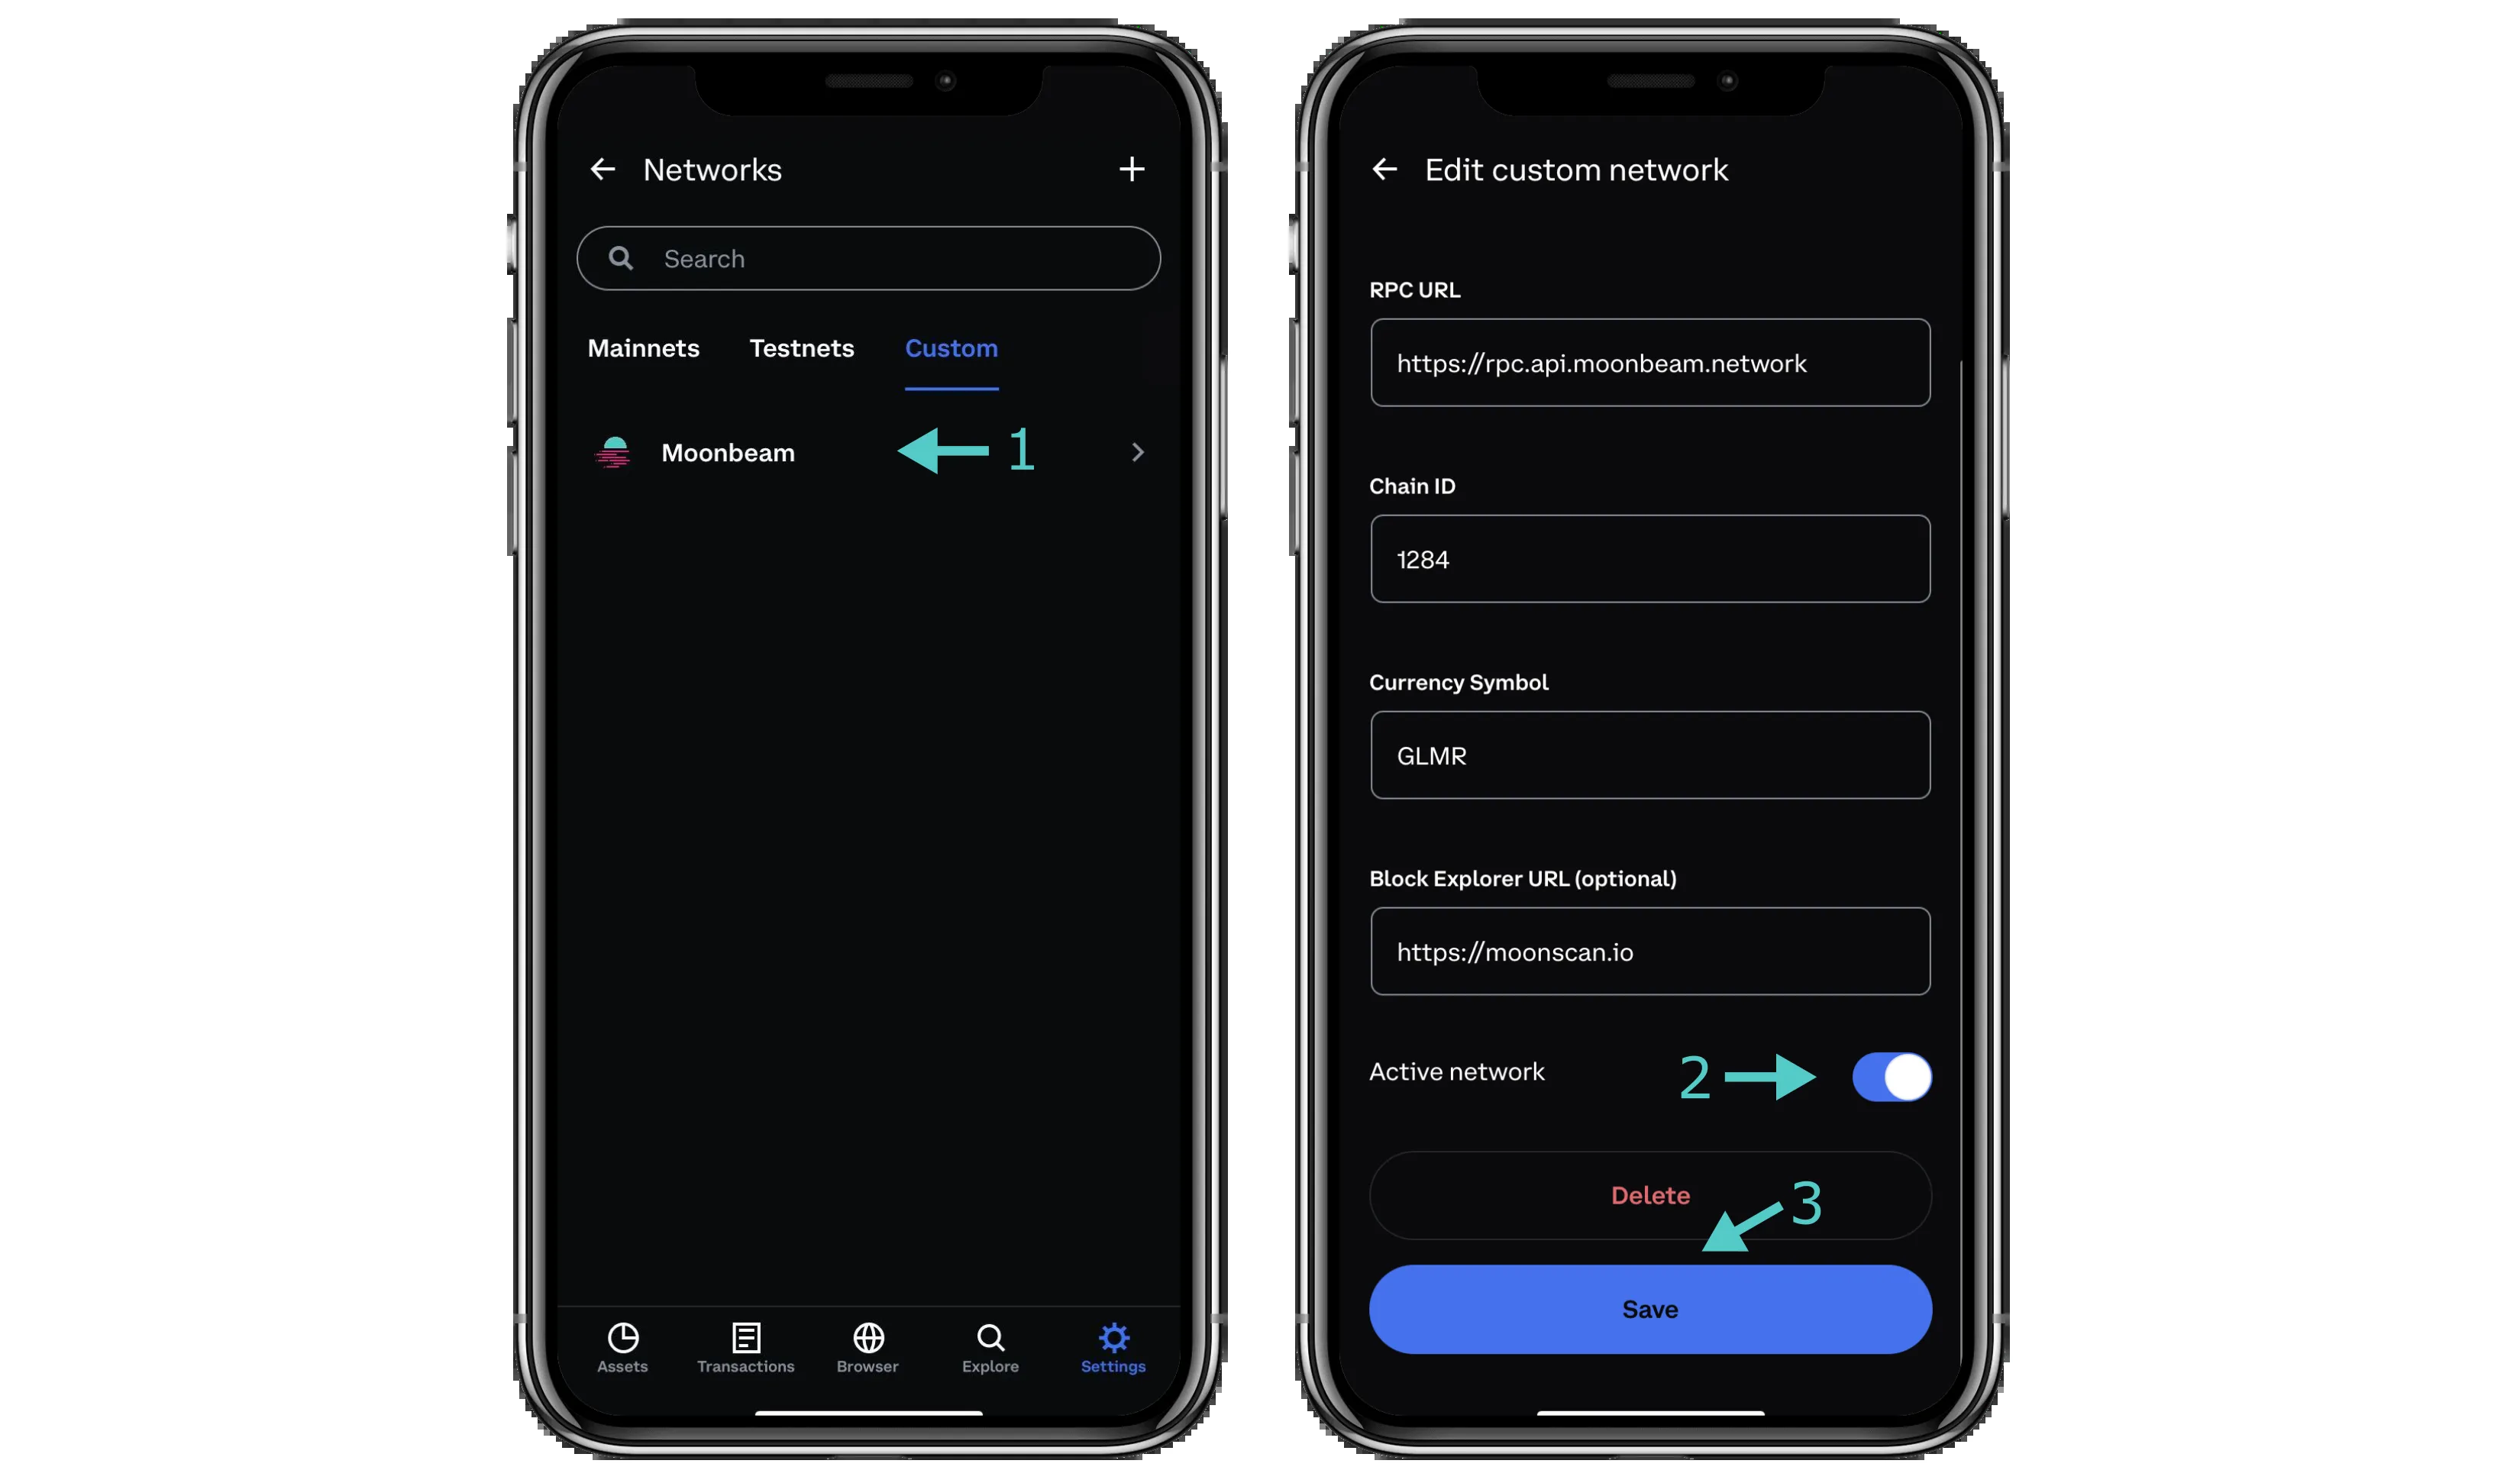 Networks
Search
Mainnets Testnets Custom
Moonbeam 1
Assets Transactions Browser Explore Settings
Edit custom network
RPC URL
https://rpc.api.moonbeam.network
Chain ID
1284
Currency Symbol
GLMR
Block Explorer URL (optional)
https://moonscan.io
Active network 2
Delete
3
Save